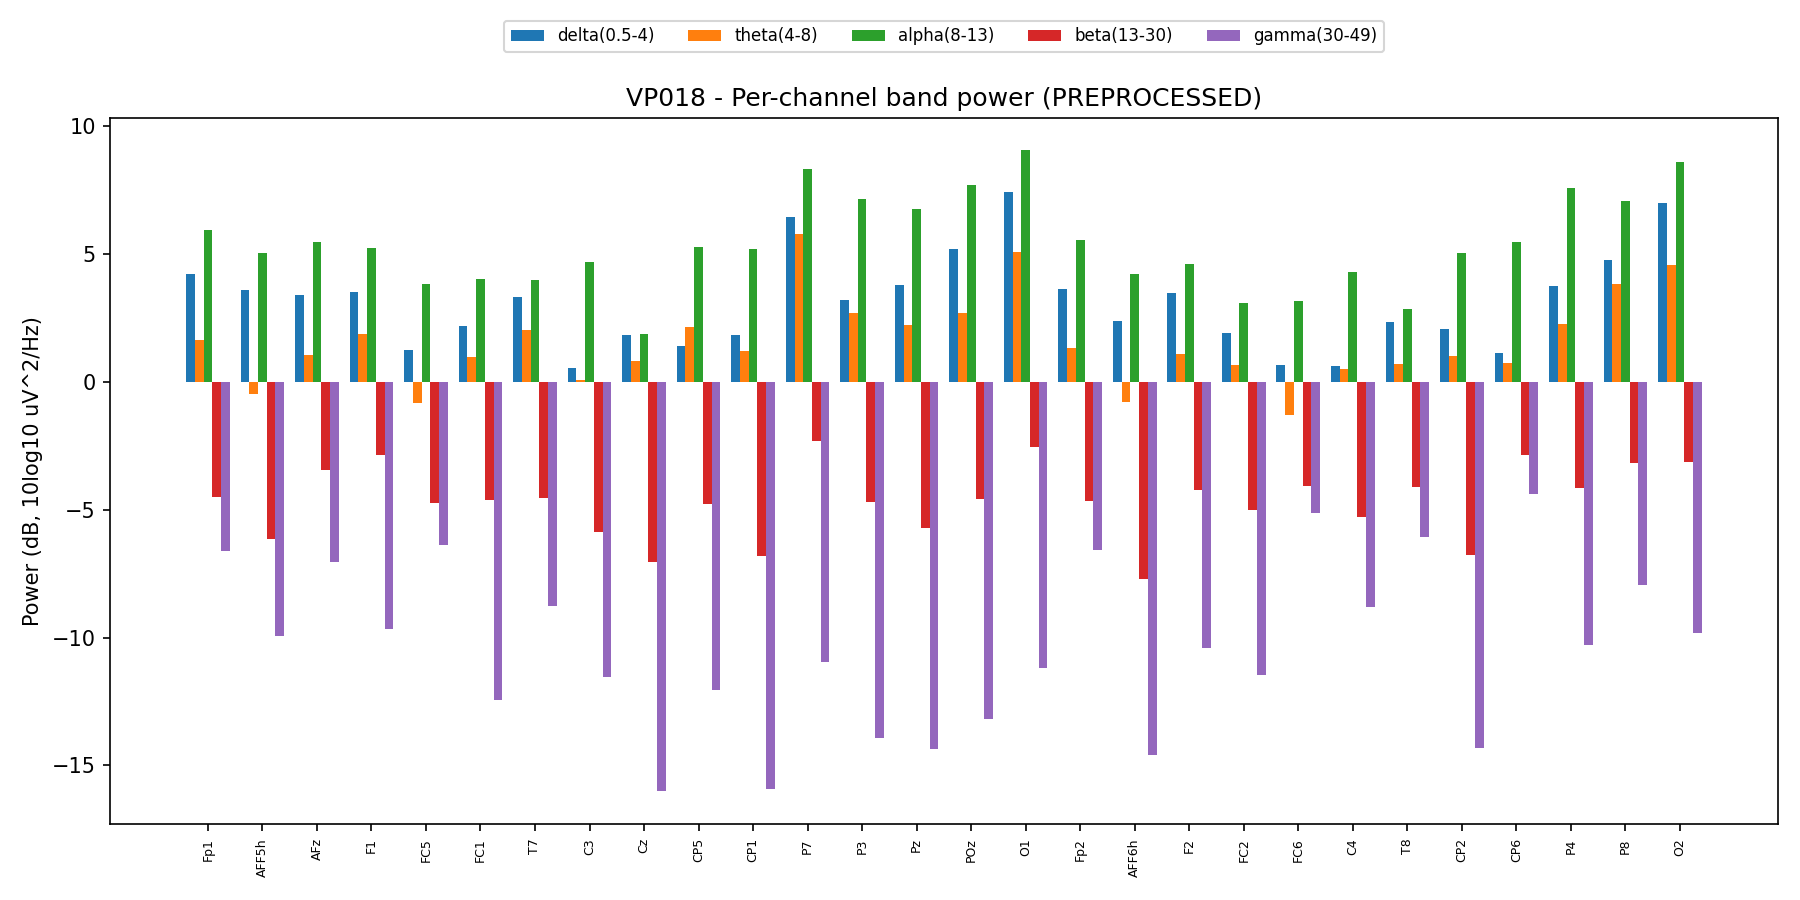 delta(0.5-4) theta(4-8) alpha(8-13) beta(13-30) gamma(30-49)
VP018 - Per-channel band power (PREPROCESSED)
Power (dB, 10log10 uV^2/Hz)
10
5
0
−5
−10
−15
Fp1 AFF5h AFz F1 FC5 FC1 T7 C3 Cz CP5 CP1 P7 P3 Pz POz O1 Fp2 AFF6h F2 FC2 FC6 C4 T8 CP2 CP6 P4 P8 O2